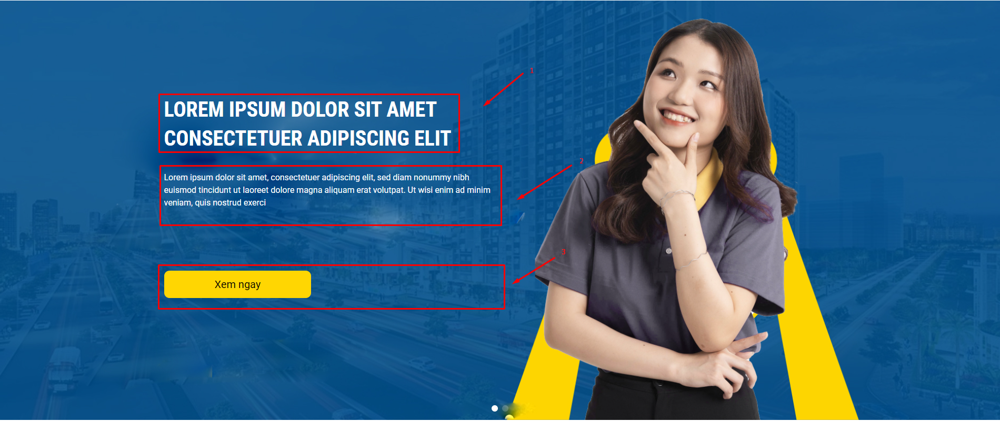 1
LOREM IPSUM DOLOR SIT AMET
CONSECTETUER ADIPISCING ELIT
2
Lorem ipsum dolor sit amet, consectetuer adipiscing elit, sed diam nonummy nibh
euismod tincidunt ut laoreet dolore magna aliquam erat volutpat. Ut wisi enim ad minim
veniam, quis nostrud exerci
3
Xem ngay